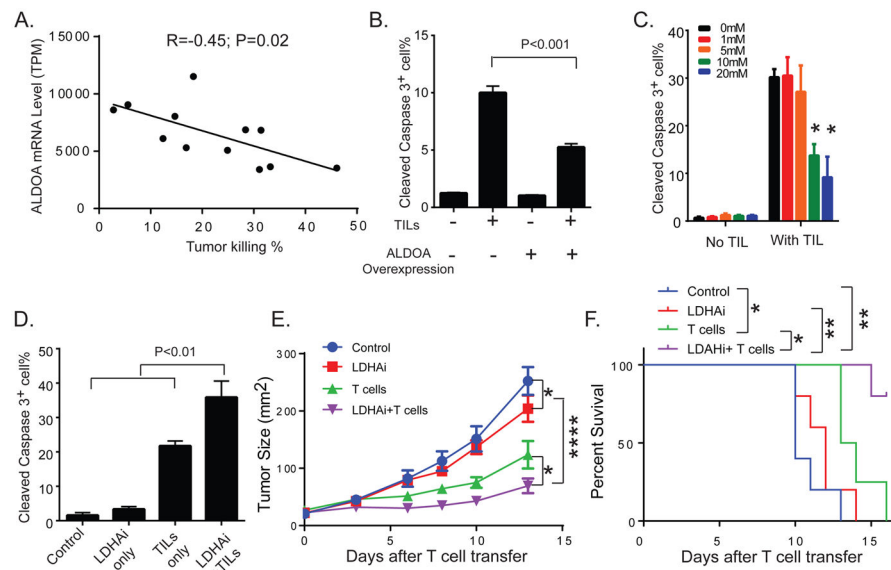 A.
R=-0.45; P=0.02
ALDOA mRNA Level (TPM)
15000
10000
5000
0
0 10 20 30 40 50
Tumor killing %
B.
P<0.001
Cleaved Caspase 3+ cell%
15
10
5
0
TILs - + - +
ALDOA
Overexpression - - + +
C.
0mM
1mM
5mM
10mM
20mM
Cleaved Caspase 3+ cell%
40
30
20
10
0
* *
No TIL With TIL
D.
P<0.01
Cleaved Caspase 3+ cell%
50
40
30
20
10
0
Control
LDHAi
only
TILs
only
LDHAi
TILs
E.
Control
LDHAi
T cells
LDHAi+T cells
Tumor Size (mm2)
300
200
100
0
0 5 10 15
*
*
****
Days after T cell transfer
F.
Control
LDHAi
T cells
LDAHi+ T cells
*
*
**
**
Percent Survival
100
50
0
0 10 15
Days after T cell transfer